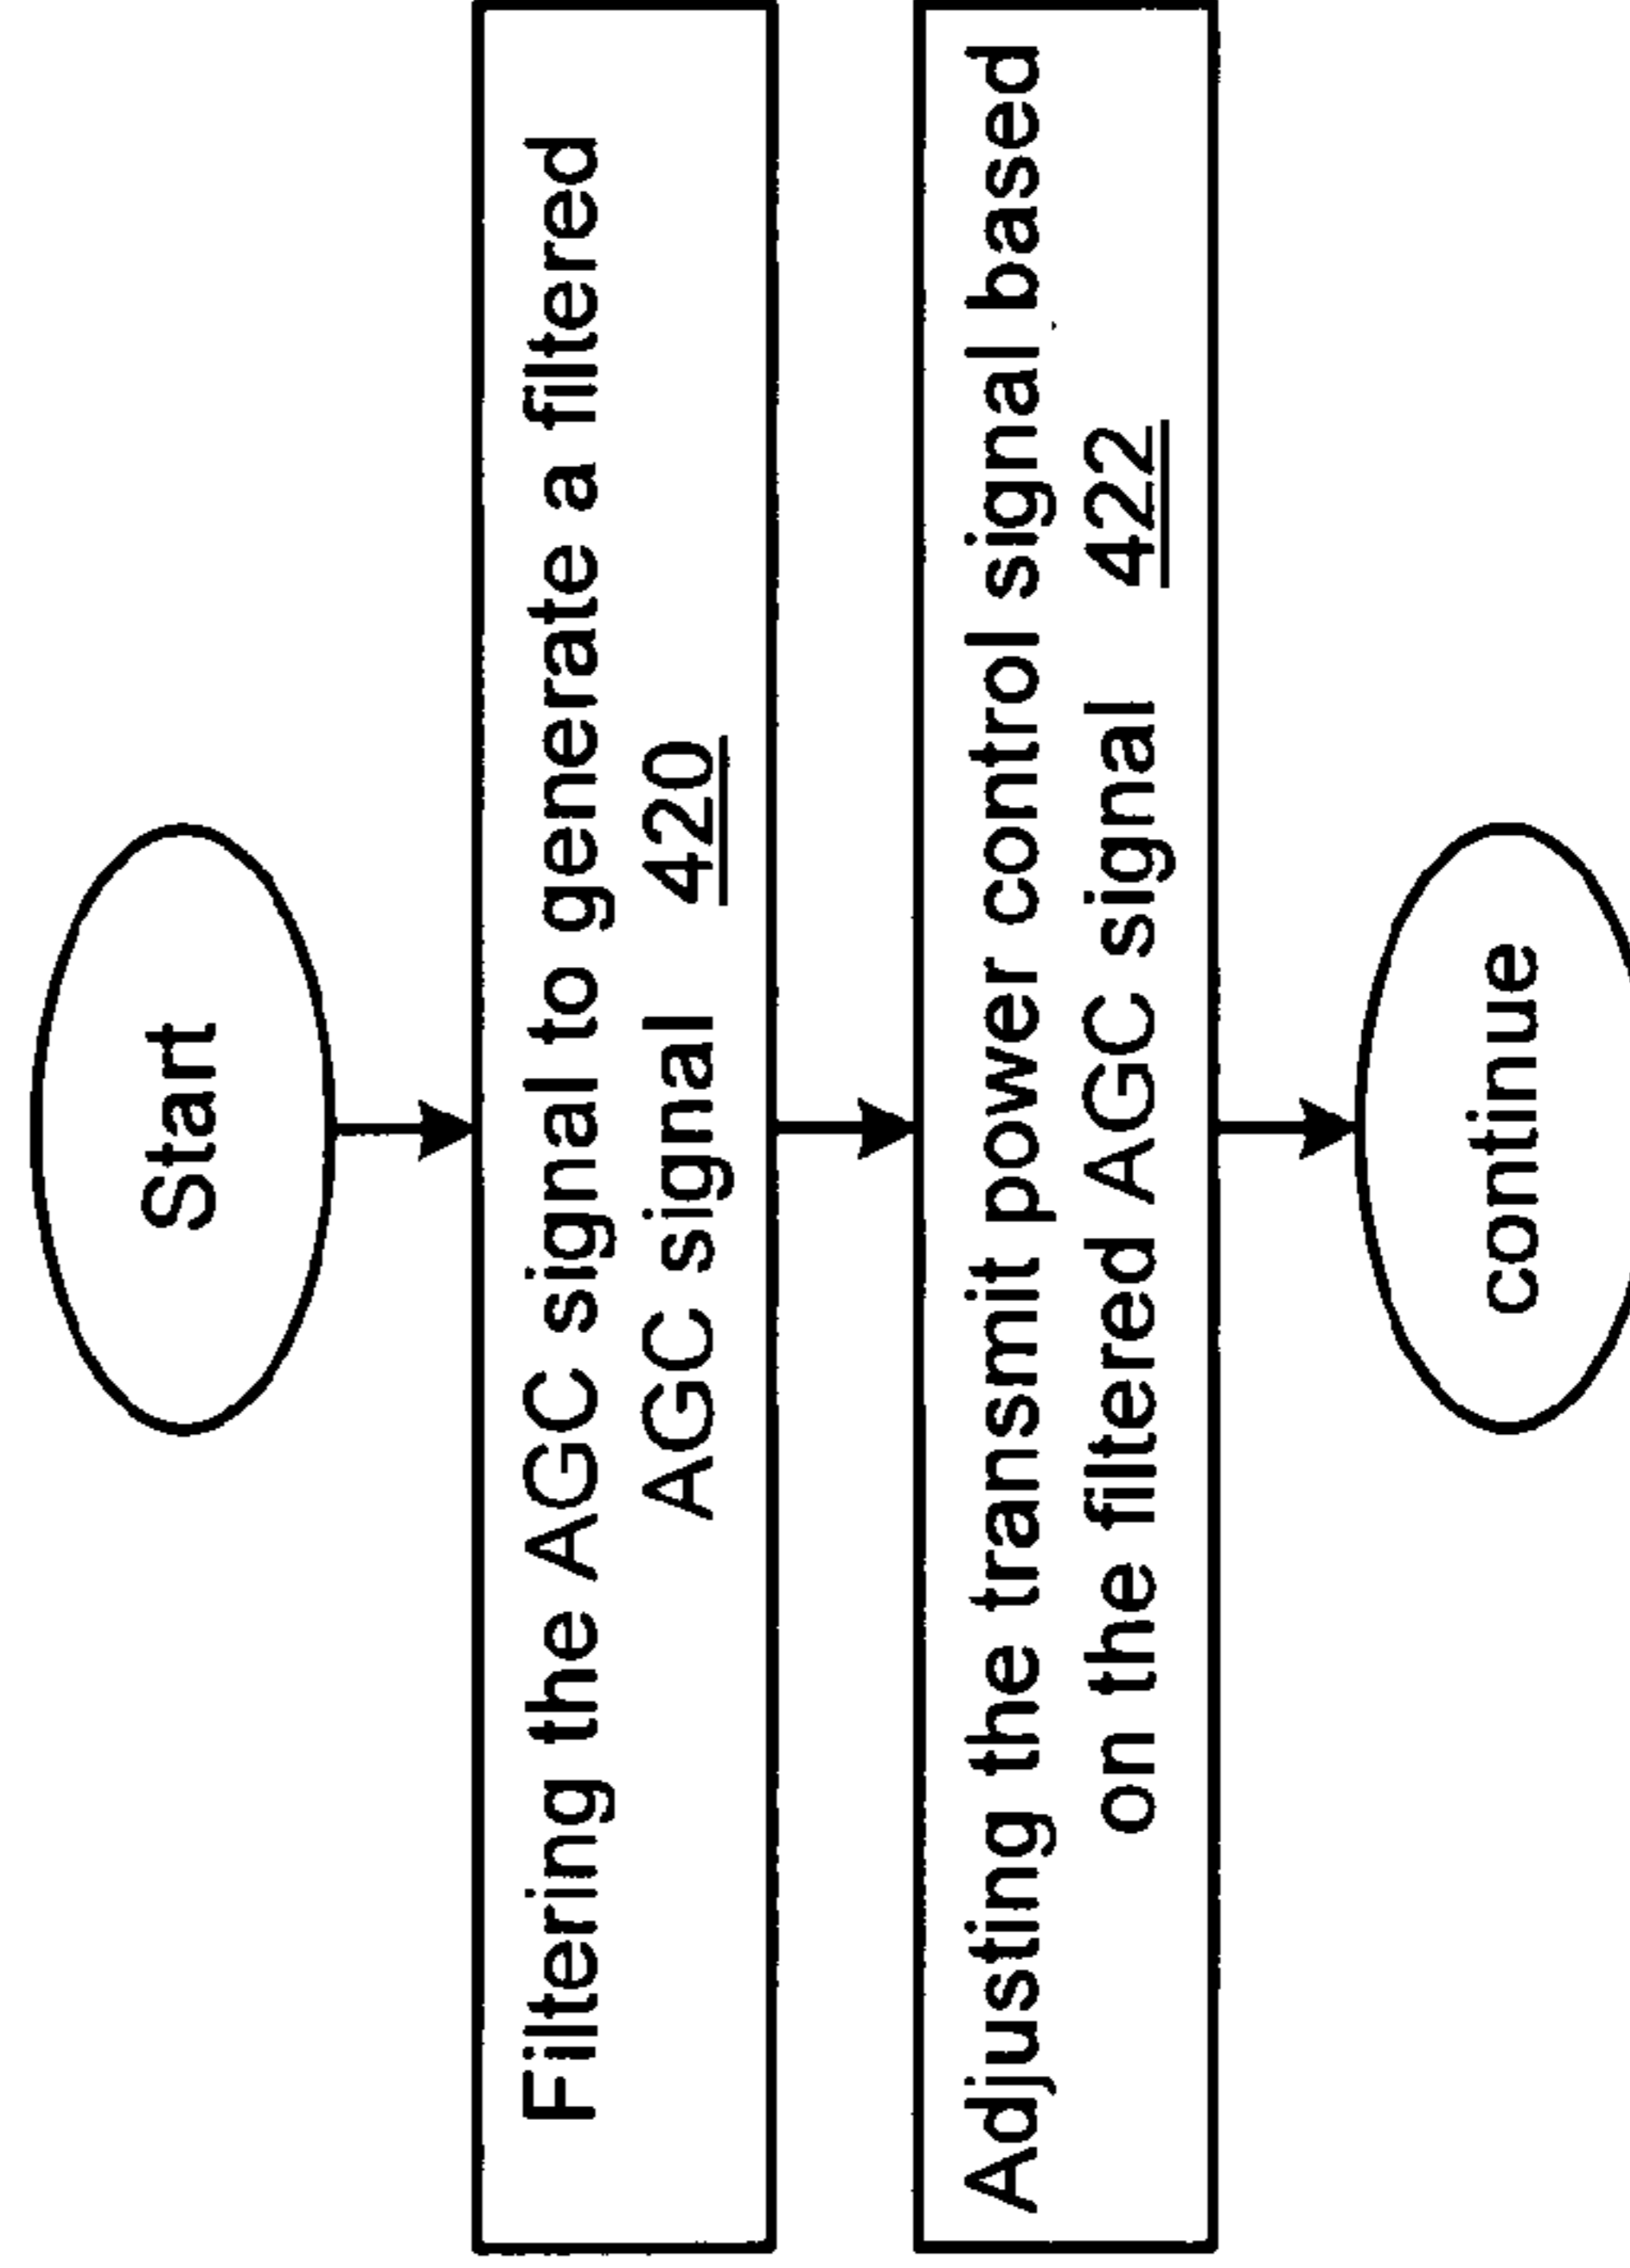 Start
Filtering the AGC signal to generate a filtered
AGC signal 420
Adjusting the transmit power control signal based
on the filtered AGC signal 422
continue